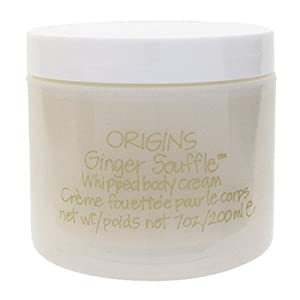 ORIGINS
Ginger Souffle™
Whipped body cream
Crème fouettée pour le corps
net wt./poids net 7oz/200ml e